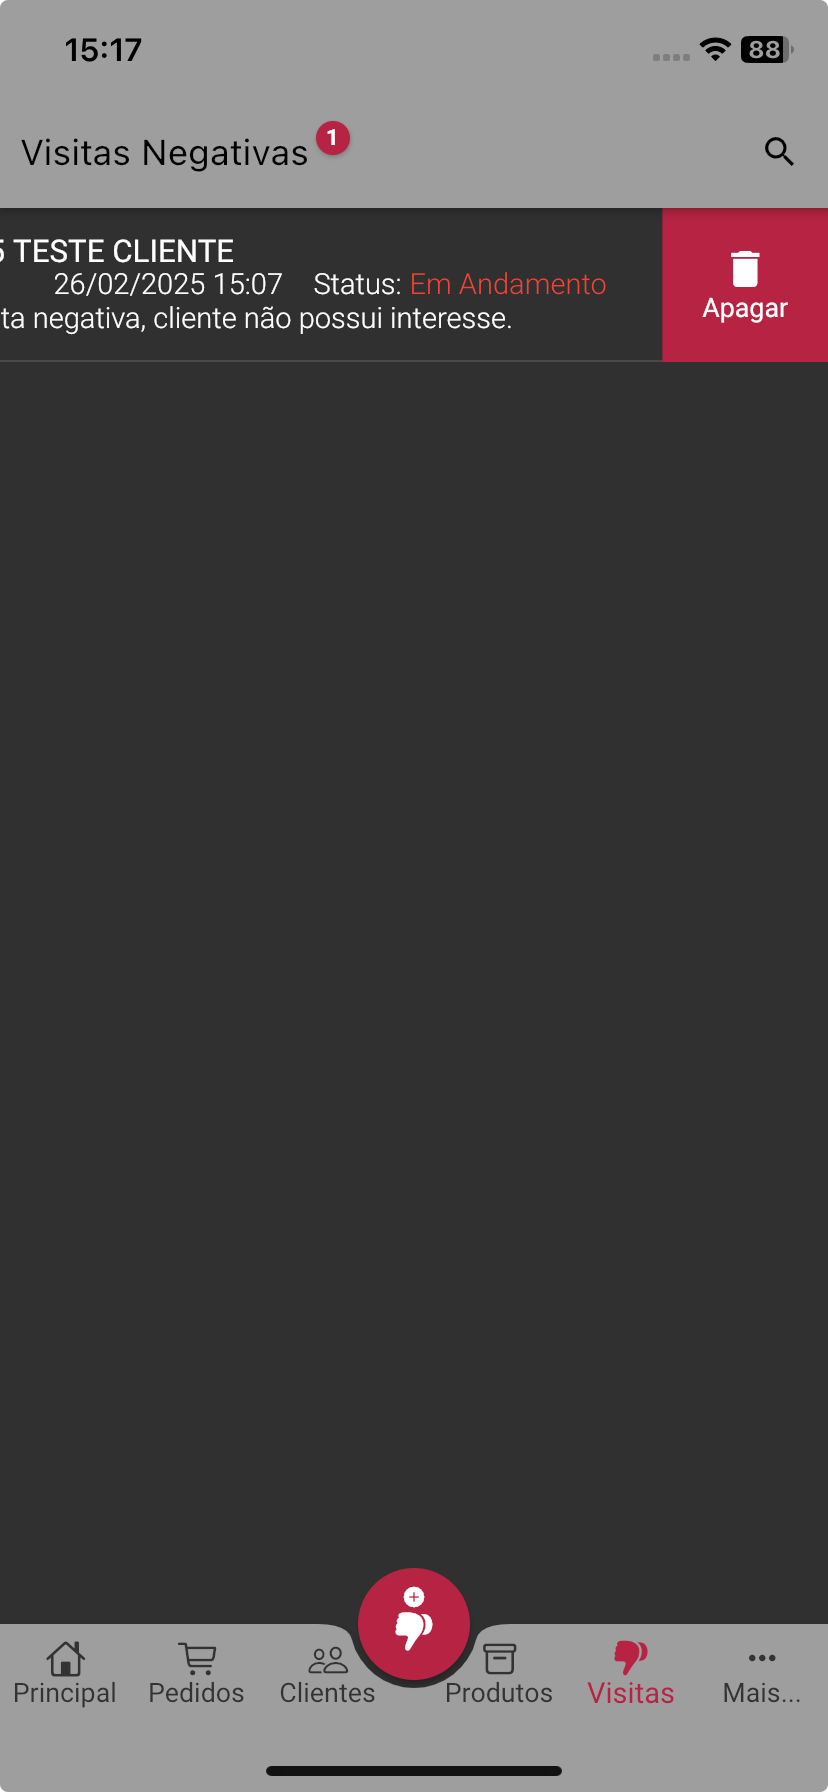 15:17
88
Visitas Negativas 1
TESTE CLIENTE
26/02/2025 15:07 Status: Em Andamento
ta negativa, cliente não possui interesse.
Apagar
Principal Pedidos Clientes Produtos Visitas Mais...